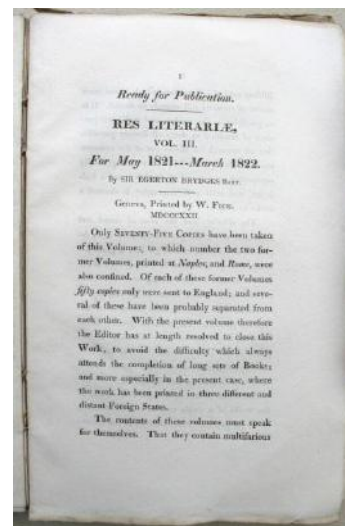 1
Ready for Publication.
RES LITERARIÆ,
VOL. III.
For May 1821---March 1822.
By SIR EGERTON BRYDGES BART.
Geneva, Printed by W. FICK.
MDCCCXXII
Only SEVENTY-FIVE COPIES have been taken
of this Volume; to which number the two for-
mer Volumes, printed at Naples, and Rome, were
also confined. Of each of these former Volumes
fifty copies only were sent to England; and seve-
ral of these have been probably separated from
each other. With the present volume therefore
the Editor has at length resolved to close this
Work, to avoid the difficulty which always
attends the completion of long sets of Books;
and more especially in the present case, where
the work has been printed in three different and
distant Foreign States.
The contents of these volumes must speak
for themselves. That they contain multifarious